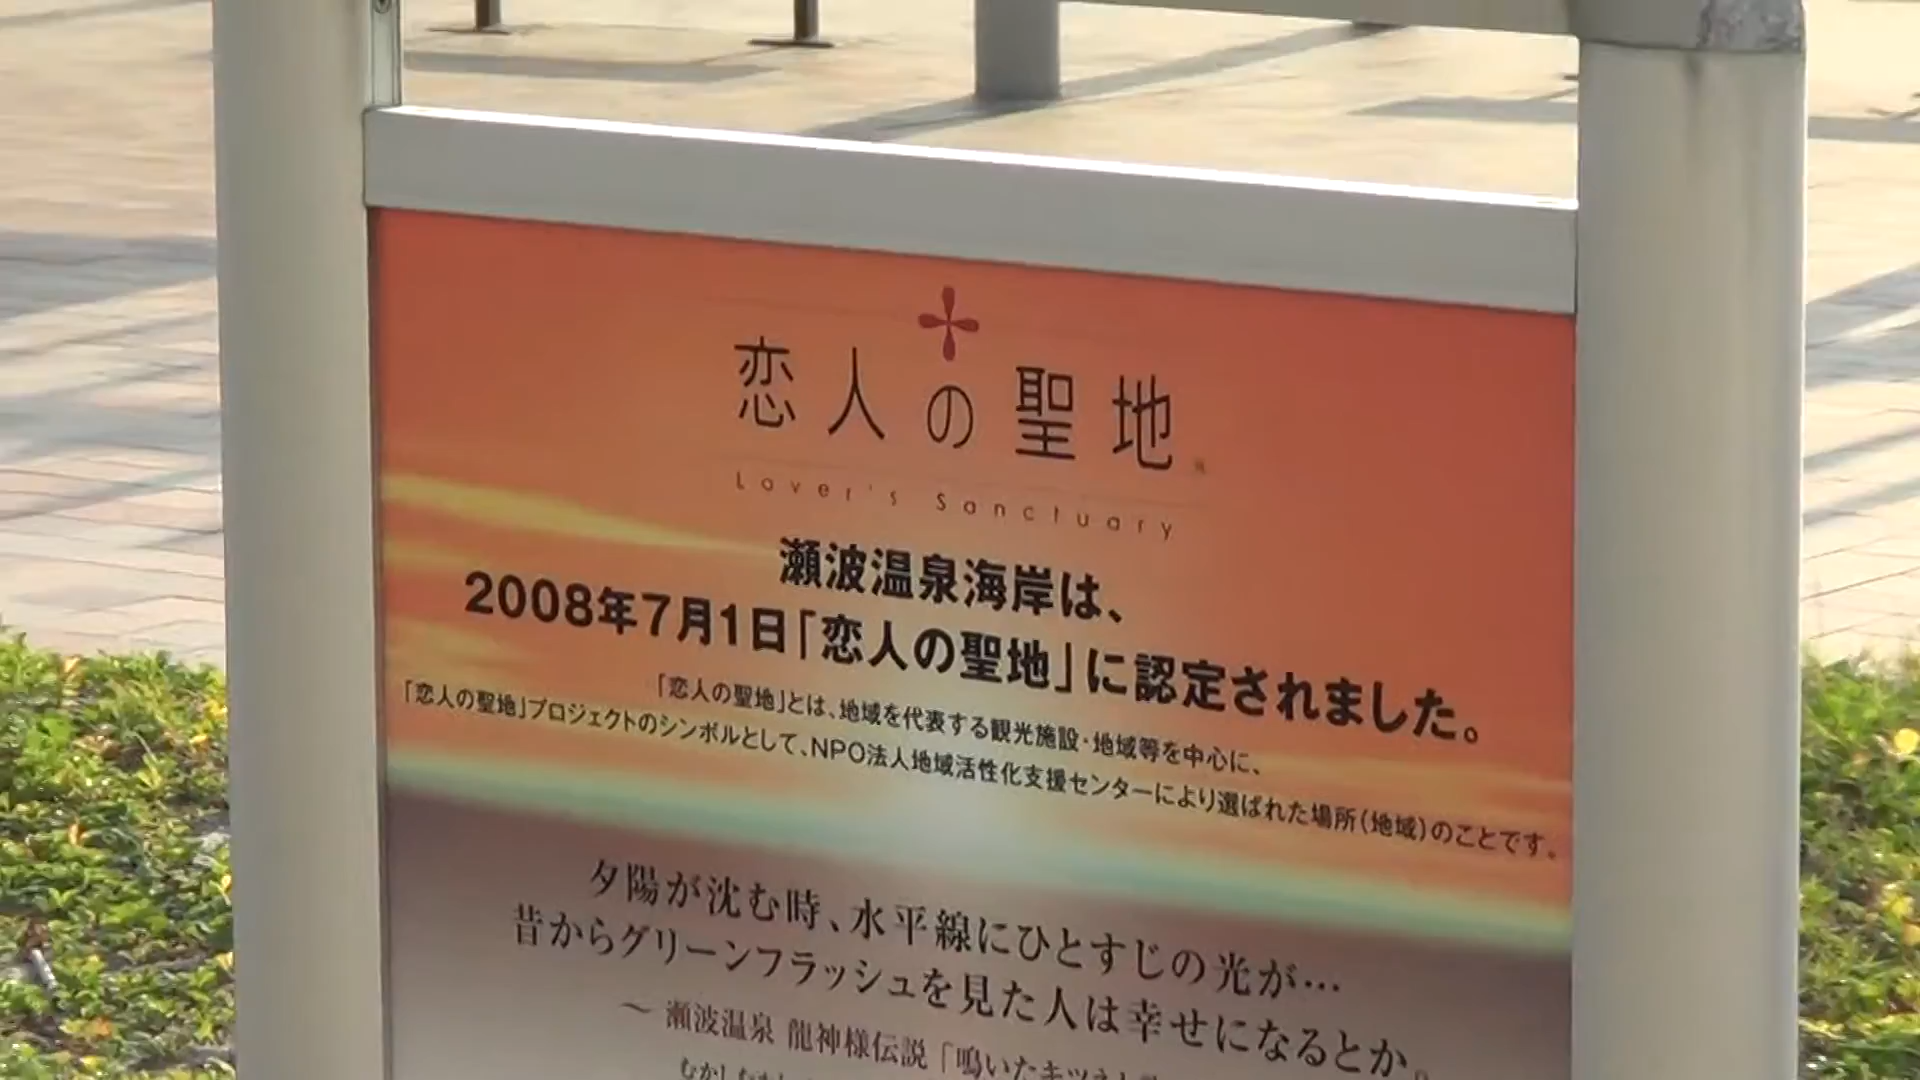 恋人の聖地
Lover's Sanctuary
瀬波温泉海岸は、
2008年7月1日「恋人の聖地」に認定されました。
「恋人の聖地」とは、地域を代表する観光施設・地域等を中心に、
「恋人の聖地」プロジェクトのシンボルとして、NPO法人地域活性化支援センターにより選ばれた場所(地域)のことです。
夕陽が沈む時、水平線にひとすじの光が…
昔からグリーンフラッシュを見た人は幸せになるとか。
〜 瀬波温泉 龍神様伝説 「鳴いたキツネと